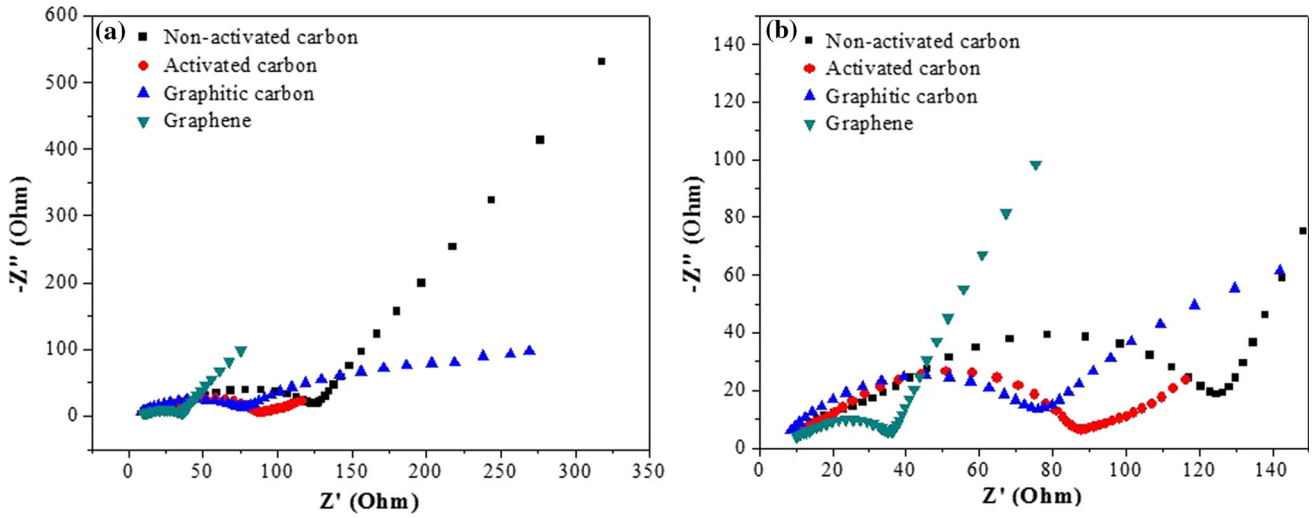 (a)
Non-activated carbon
Activated carbon
Graphitic carbon
Graphene
600
500
400
300
200
100
0
-Z" (Ohm)
0 50 100 150 200 250 300 350
Z' (Ohm)
(b)
Non-activated carbon
Activated carbon
Graphitic carbon
Graphene
140
120
100
80
60
40
20
0
-Z" (Ohm)
0 20 40 60 80 100 120 140
Z' (Ohm)